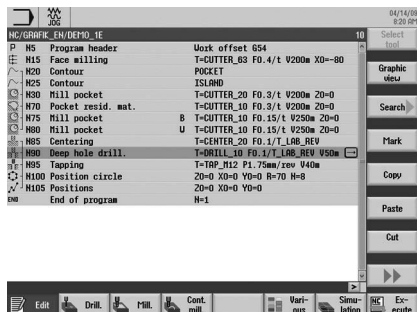 JOG
04/14/09
8:20 AM
NC/GRAFIK_EN/DEMO_1E 10
Select tool
P N5 Program header Work offset G54
N15 Face milling T=CUTTER_63 F0.4/t V200m X0=-80
N20 Contour POCKET
N25 Contour ISLAND
N30 Mill pocket T=CUTTER_20 F0.3/t V200m Z0=0
N70 Pocket resid. mat. T=CUTTER_10 F0.3/t V200m Z0=0
N75 Mill pocket B T=CUTTER_10 F0.15/t V250m Z0=0
N80 Mill pocket U T=CUTTER_10 F0.15/t V250m Z0=0
N85 Centering T=CENTER_20 F0.1/T_LAB_REV
N90 Deep hole drill. T=DRILL_10 F0.1/T_LAB_REV V50m
N95 Tapping T=TAP_M12 P1.75mm/rev V40m
N100 Position circle Z0=0 X0=0 Y0=0 R=70 N=8
N105 Positions Z0=0 X0=0 Y0=0
END End of program N=1
Graphic view
Search
Mark
Copy
Paste
Cut
Edit
Drill.
Mill.
Cont. mill
Vari-ous
Simu-lation
NC Ex-ecute